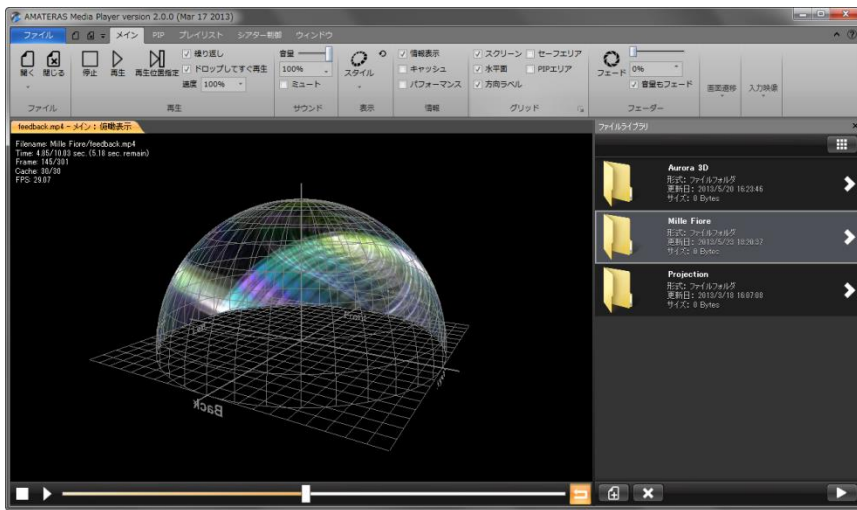 AMATERAS Media Player version 2.0.0 (Mar 17 2013)
ファイル メイン PIP プレイリスト シアター制御 ウィンドウ
開く 閉じる 停止 再生 再生位置指定
繰り返し
ドロップしてすぐ再生
速度 100%
音量
100%
ミュート
スタイル
情報表示
キャッシュ
パフォーマンス
スクリーン セーフエリア
水平面 PIPエリア
方向ラベル
フェード 0%
音量もフェード
画面遷移 入力映像
ファイル 再生 サウンド 表示 情報 グリッド フェーダー
feedback.mp4 - メイン : 俯瞰表示
Filename: Mille Fiore/feedback.mp4
Time: 4.85/10.03 sec. (5.18 sec. remain)
Frame: 145/301
Cache: 30/30
FPS: 29.07
Back
ファイルライブラリ
Aurora 3D
形式: ファイルフォルダ
更新日: 2013/5/20 16:23:46
サイズ: 0 Bytes
Mille Fiore
形式: ファイルフォルダ
更新日: 2013/5/23 18:20:37
サイズ: 0 Bytes
Projection
形式: ファイルフォルダ
更新日: 2013/3/18 16:07:00
サイズ: 0 Bytes